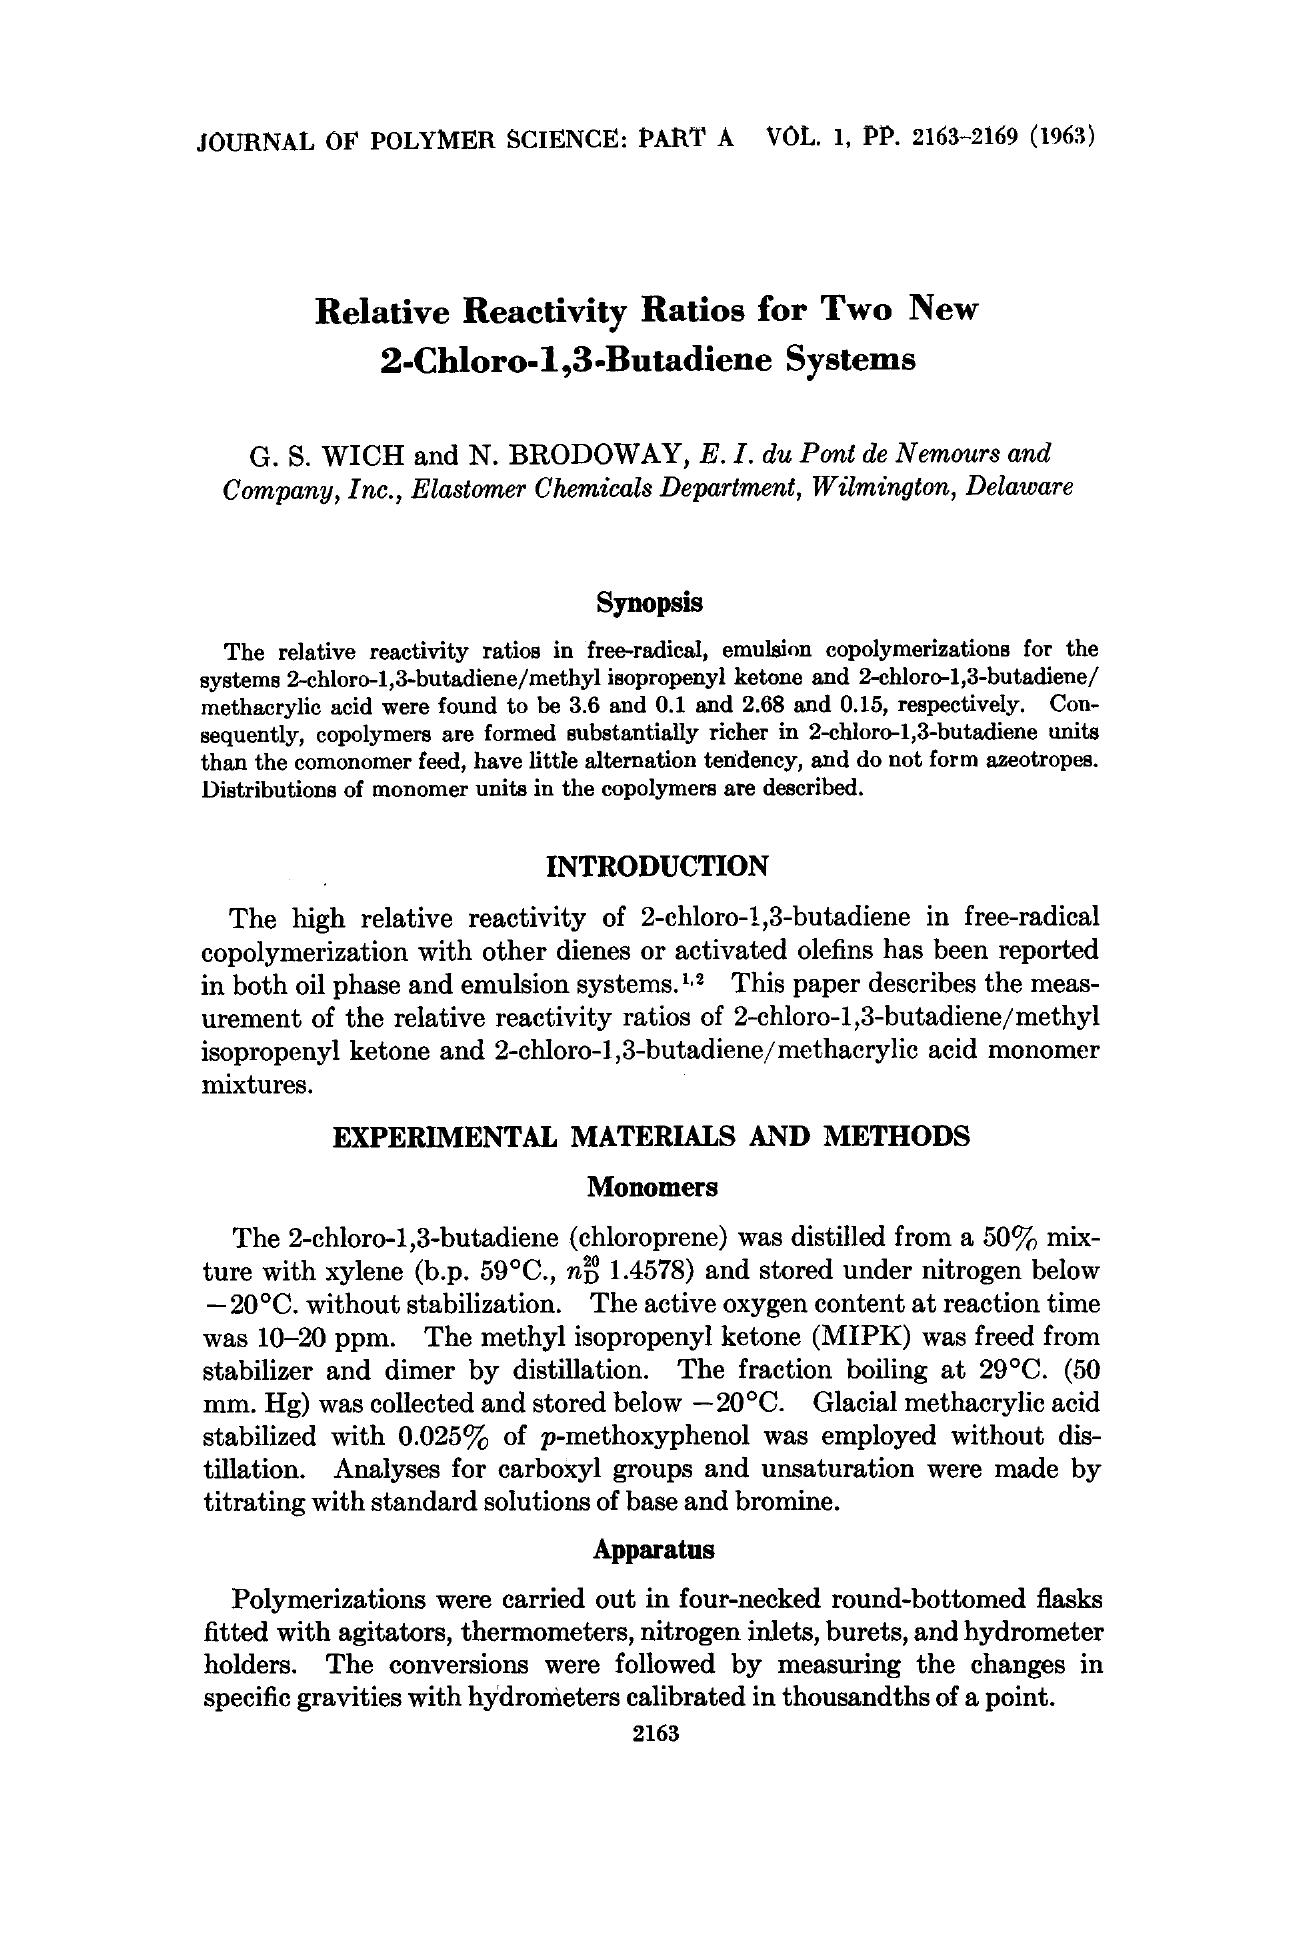 JOURNAL OF POLYMER SCIENCE: PART A VOL. 1, PP. 2163-2169 (1963)
Relative Reactivity Ratios for Two New
2-Chloro-1,3-Butadiene Systems
G. S. WICH and N. BRODOWAY, E. I. du Pont de Nemours and
Company, Inc., Elastomer Chemicals Department, Wilmington, Delaware
Synopsis
The relative reactivity ratios in free-radical, emulsion copolymerizations for the
systems 2-chloro-1,3-butadiene/methyl isopropenyl ketone and 2-chloro-1,3-butadiene/
methacrylic acid were found to be 3.6 and 0.1 and 2.68 and 0.15, respectively. Con-
sequently, copolymers are formed substantially richer in 2-chloro-1,3-butadiene units
than the comonomer feed, have little alternation tendency, and do not form azeotropes.
Distributions of monomer units in the copolymers are described.
INTRODUCTION
The high relative reactivity of 2-chloro-1,3-butadiene in free-radical
copolymerization with other dienes or activated olefins has been reported
in both oil phase and emulsion systems.¹,² This paper describes the meas-
urement of the relative reactivity ratios of 2-chloro-1,3-butadiene/methyl
isopropenyl ketone and 2-chloro-1,3-butadiene/methacrylic acid monomer
mixtures.
EXPERIMENTAL MATERIALS AND METHODS
Monomers
The 2-chloro-1,3-butadiene (chloroprene) was distilled from a 50% mix-
ture with xylene (b.p. 59°C., n20D 1.4578) and stored under nitrogen below
−20°C. without stabilization. The active oxygen content at reaction time
was 10–20 ppm. The methyl isopropenyl ketone (MIPK) was freed from
stabilizer and dimer by distillation. The fraction boiling at 29°C. (50
mm. Hg) was collected and stored below −20°C. Glacial methacrylic acid
stabilized with 0.025% of p-methoxyphenol was employed without dis-
tillation. Analyses for carboxyl groups and unsaturation were made by
titrating with standard solutions of base and bromine.
Apparatus
Polymerizations were carried out in four-necked round-bottomed flasks
fitted with agitators, thermometers, nitrogen inlets, burets, and hydrometer
holders. The conversions were followed by measuring the changes in
specific gravities with hydrometers calibrated in thousandths of a point.
2163